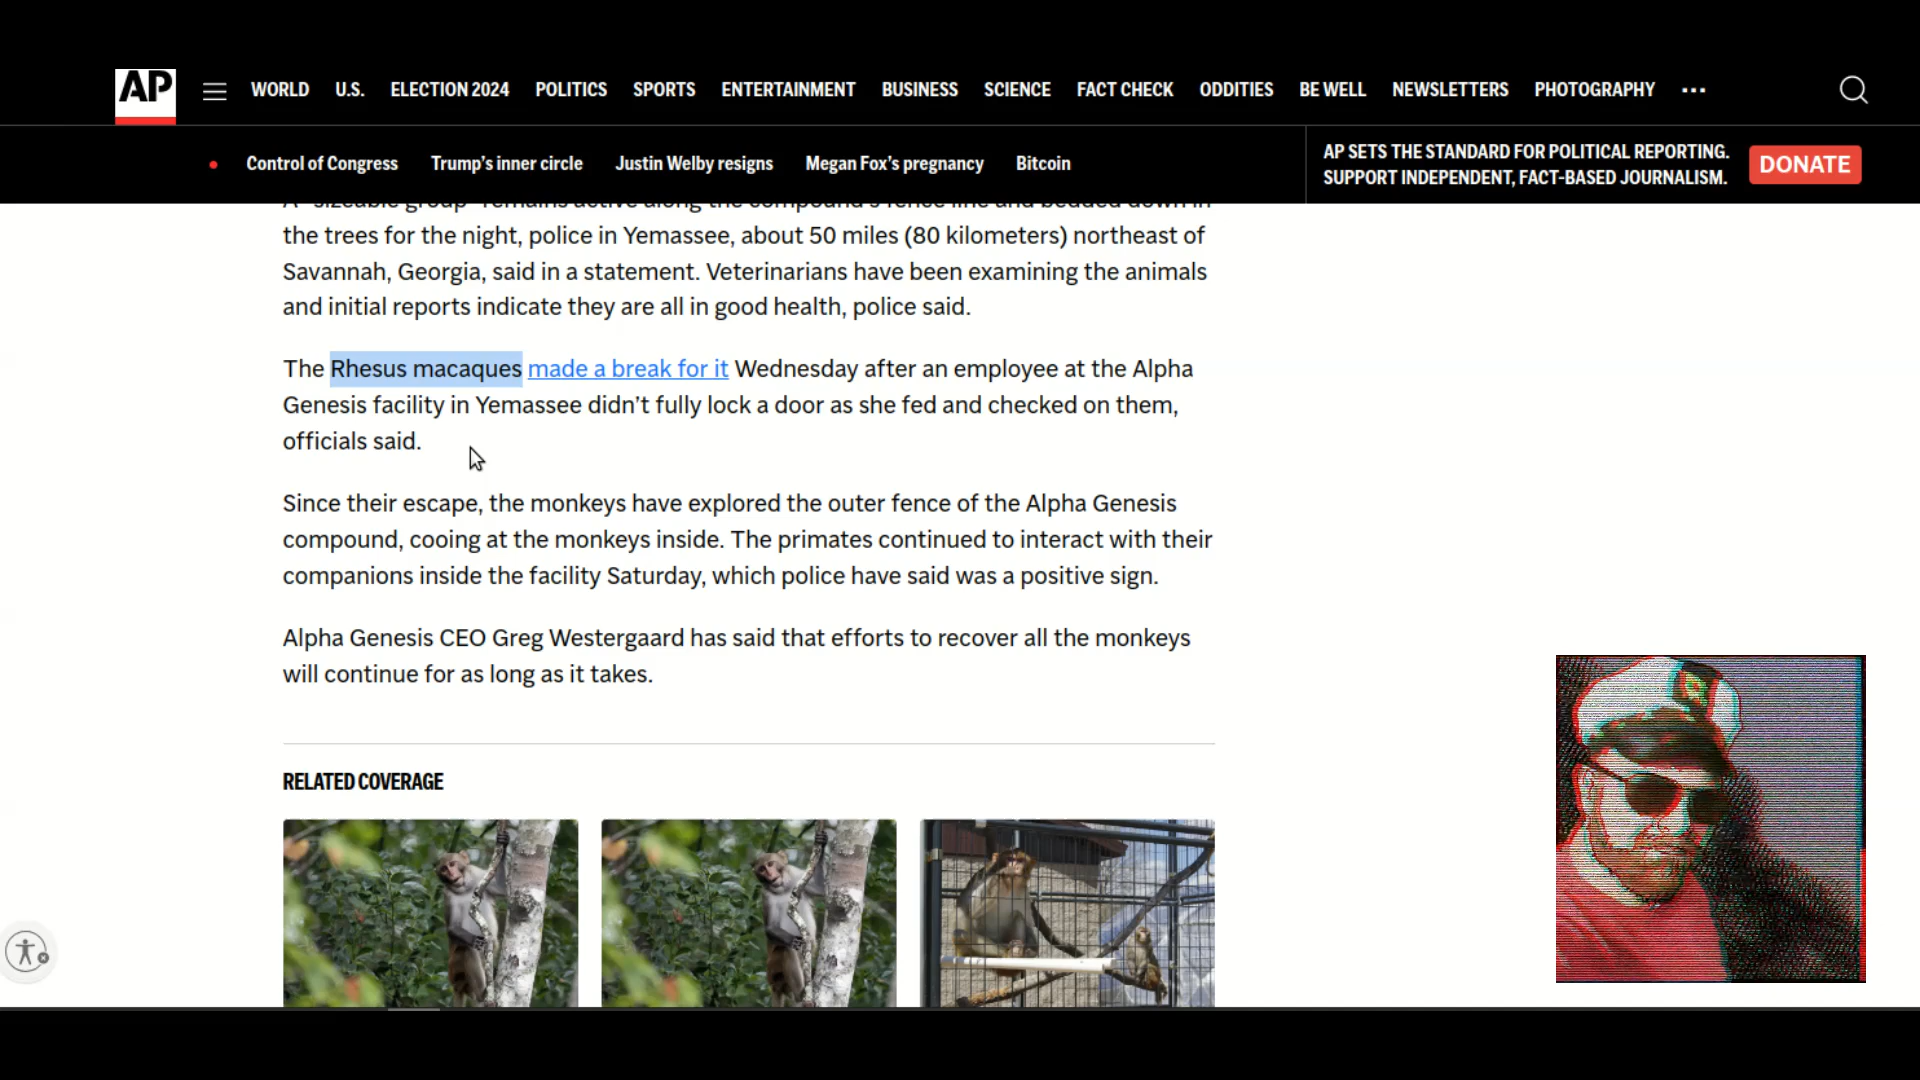 AP
WORLD U.S. ELECTION 2024 POLITICS SPORTS ENTERTAINMENT BUSINESS SCIENCE FACT CHECK ODDITIES BE WELL NEWSLETTERS PHOTOGRAPHY
Control of Congress Trump's inner circle Justin Welby resigns Megan Fox's pregnancy Bitcoin
AP SETS THE STANDARD FOR POLITICAL REPORTING.
SUPPORT INDEPENDENT, FACT-BASED JOURNALISM.
DONATE
A “sizeable group” remains active along the compound's fence line and bedded down in
the trees for the night, police in Yemassee, about 50 miles (80 kilometers) northeast of
Savannah, Georgia, said in a statement. Veterinarians have been examining the animals
and initial reports indicate they are all in good health, police said.
The Rhesus macaques made a break for it Wednesday after an employee at the Alpha
Genesis facility in Yemassee didn't fully lock a door as she fed and checked on them,
officials said.
Since their escape, the monkeys have explored the outer fence of the Alpha Genesis
compound, cooing at the monkeys inside. The primates continued to interact with their
companions inside the facility Saturday, which police have said was a positive sign.
Alpha Genesis CEO Greg Westergaard has said that efforts to recover all the monkeys
will continue for as long as it takes.
RELATED COVERAGE